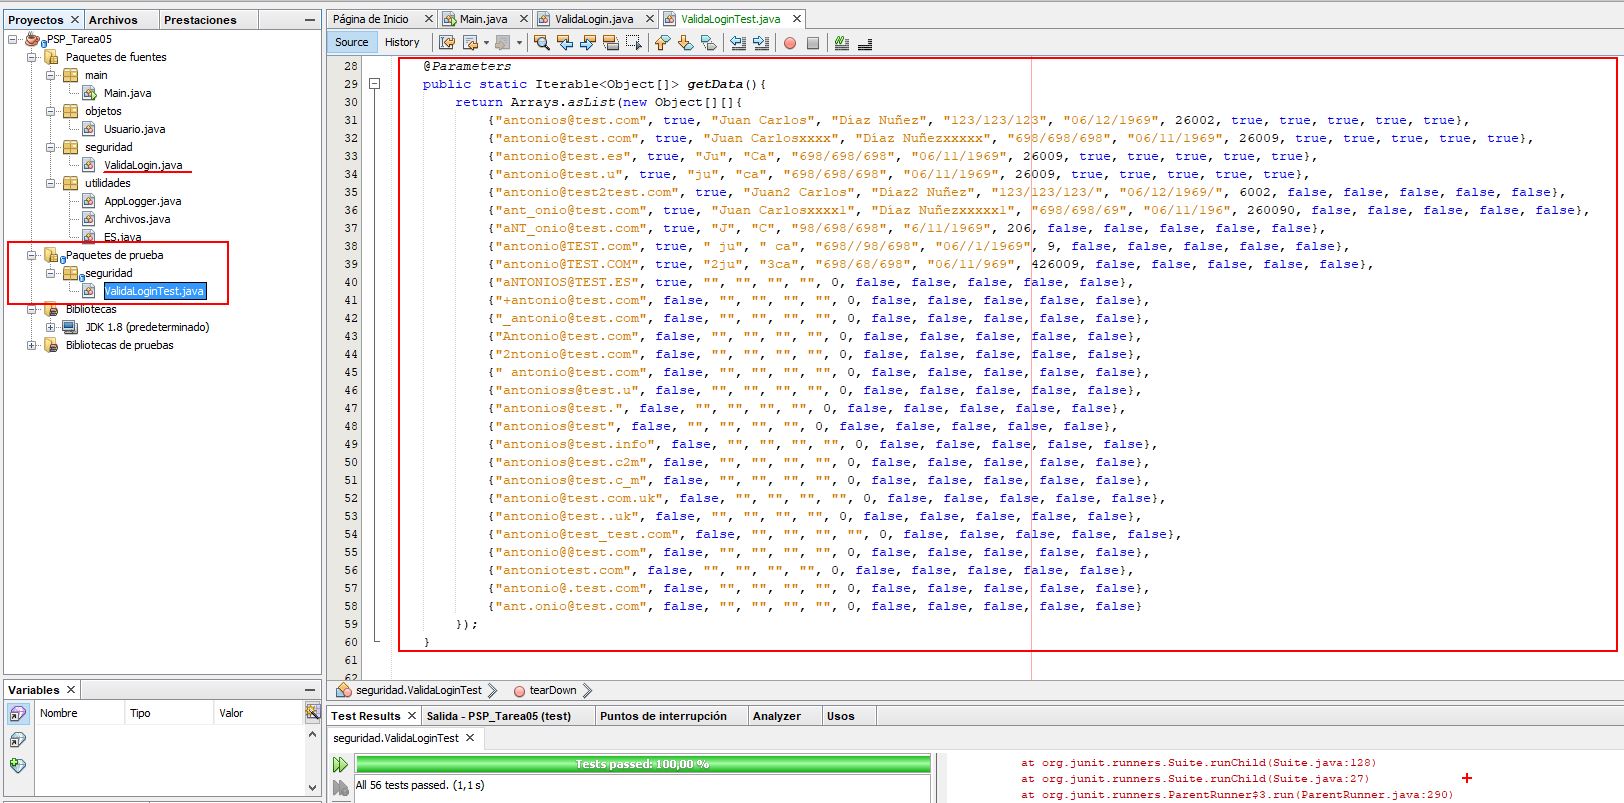 Proyectos
Archivos
Prestaciones
PSP_Tarea05
Paquetes de fuentes
main
Main.java
objetos
Usuario.java
seguridad
ValidaLogin.java
utilidades
AppLogger.java
Archivos.java
ES.java
Paquetes de prueba
seguridad
ValidaLoginTest.java
Bibliotecas
JDK 1.8 (predeterminado)
Bibliotecas de pruebas
Variables
Nombre Tipo Valor
Página de Inicio Main.java ValidaLogin.java ValidaLoginTest.java
Source History
28 @Parameters
29 public static Iterable<Object[]> getData(){
30 return Arrays.asList(new Object[][]{
31 {"antonios@test.com", true, "Juan Carlos", "Díaz Nuñez", "123/123/123", "06/12/1969", 26002, true, true, true, true, true},
32 {"antonio@test.com", true, "Juan Carlosxxxx", "Díaz Nuñezxxxxx", "698/698/698", "06/11/1969", 26009, true, true, true, true, true},
33 {"antonio@test.es", true, "Ju", "Ca", "698/698/698", "06/11/1969", 26009, true, true, true, true, true},
34 {"antonio@test.u", true, "ju", "ca", "698/698/698", "06/11/1969", 26009, true, true, true, true, true},
35 {"antonio@test2test.com", true, "Juan2 Carlos", "Díaz2 Nuñez", "123/123/123/", "06/12/1969/", 6002, false, false, false, false, false},
36 {"ant_onio@test.com", true, "Juan Carlosxxxx1", "Díaz Nuñezxxxxx1", "698/698/69", "06/11/196", 260090, false, false, false, false, false},
37 {"aNT_onio@test.com", true, "J", "C", "98/698/698", "6/11/1969", 206, false, false, false, false, false},
38 {"antonio@TEST.com", true, " ju", " ca", "698//98/698", "06//1/1969", 9, false, false, false, false, false},
39 {"antonio@TEST.COM", true, "2ju", "3ca", "698/68/698", "06/11/969", 426009, false, false, false, false, false},
40 {"aNTONIOS@TEST.ES", true, "", "", "", "", 0, false, false, false, false, false},
41 {"+antonio@test.com", false, "", "", "", "", 0, false, false, false, false, false},
42 {"_antonio@test.com", false, "", "", "", "", 0, false, false, false, false, false},
43 {"Antonio@test.com", false, "", "", "", "", 0, false, false, false, false, false},
44 {"2ntonio@test.com", false, "", "", "", "", 0, false, false, false, false, false},
45 {" antonio@test.com", false, "", "", "", "", 0, false, false, false, false, false},
46 {"antonioss@test.u", false, "", "", "", "", 0, false, false, false, false, false},
47 {"antonios@test.", false, "", "", "", "", 0, false, false, false, false, false},
48 {"antonios@test", false, "", "", "", "", 0, false, false, false, false, false},
49 {"antonios@test.info", false, "", "", "", "", 0, false, false, false, false, false},
50 {"antonios@test.c2m", false, "", "", "", "", 0, false, false, false, false, false},
51 {"antonios@test.c_m", false, "", "", "", "", 0, false, false, false, false, false},
52 {"antonio@test.com.uk", false, "", "", "", "", 0, false, false, false, false, false},
53 {"antonio@test..uk", false, "", "", "", "", 0, false, false, false, false, false},
54 {"antonio@test_test.com", false, "", "", "", "", 0, false, false, false, false, false},
55 {"antonio@@test.com", false, "", "", "", "", 0, false, false, false, false, false},
56 {"antoniotest.com", false, "", "", "", "", 0, false, false, false, false, false},
57 {"antonio@.test.com", false, "", "", "", "", 0, false, false, false, false, false},
58 {"ant.onio@test.com", false, "", "", "", "", 0, false, false, false, false, false}
59 });
60 }
61
62
seguridad.ValidaLoginTest tearDown
Test Results Salida - PSP_Tarea05 (test) Puntos de interrupción Analyzer Usos
seguridad.ValidaLoginTest
Tests passed: 100,00 %
All 56 tests passed. (1,1 s)
at org.junit.runners.Suite.runChild(Suite.java:128)
at org.junit.runners.Suite.runChild(Suite.java:27)
at org.junit.runners.ParentRunner$3.run(ParentRunner.java:290)